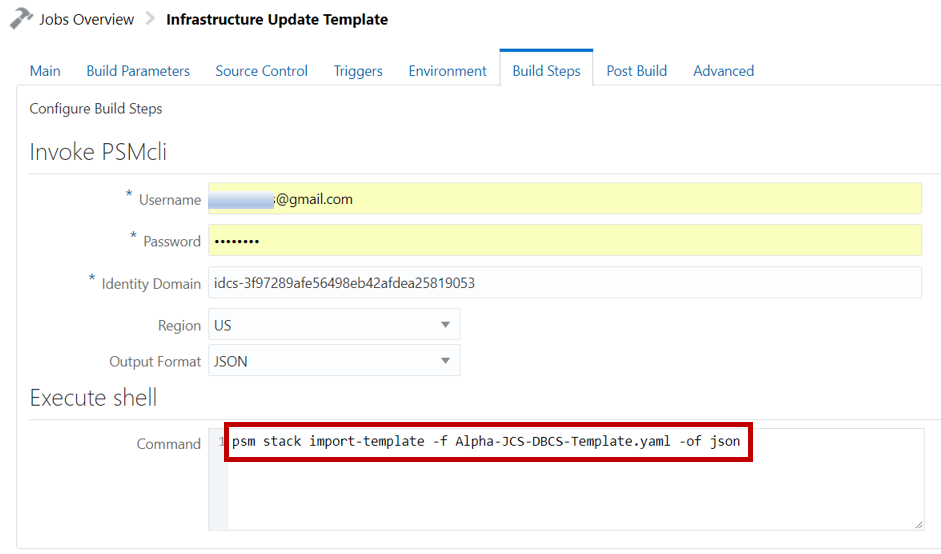 Jobs Overview > Infrastructure Update Template
Main Build Parameters Source Control Triggers Environment Build Steps Post Build Advanced
Configure Build Steps
Invoke PSMcli
* Username @gmail.com
* Password ••••••••
* Identity Domain idcs-3f97289afe56498eb42afdea25819053
Region US
Output Format JSON
Execute shell
Command 1 psm stack import-template -f Alpha-JCS-DBCS-Template.yaml -of json